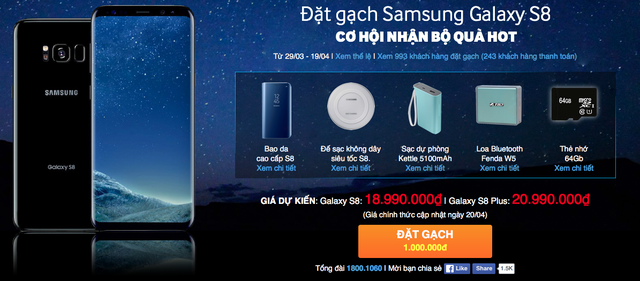 Đặt gạch Samsung Galaxy S8
CƠ HỘI NHẬN BỘ QUÀ HOT
Từ 29/03 - 19/04 I Xem thể lệ I Xem 993 khách hàng đặt gạch (243 khách hàng thanh toán)
SAMSUNG
Galaxy S8
64GB
Bao da
cao cấp S8
Xem chi tiết
Đế sạc không dây
siêu tốc S8.
Xem chi tiết
Sạc dự phòng
Kettle 5100mAh
Xem chi tiết
Loa Bluetooth
Fenda W5
Xem chi tiết
Thẻ nhớ
64Gb
Xem chi tiết
GIÁ DỰ KIẾN: Galaxy S8: 18.990.000₫ I Galaxy S8 Plus: 20.990.000₫
(Giá chính thức cập nhật ngày 20/04)
ĐẶT GẠCH
1.000.000đ
Tổng đài 1800.1060 I Mời bạn chia sẻ Like Share 1.5K